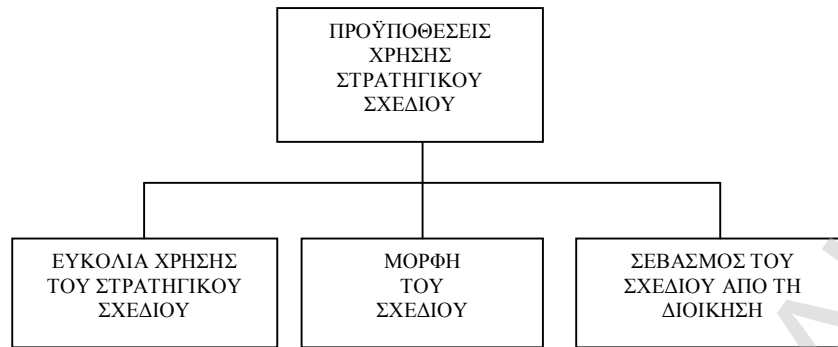 ΠΡΟΫΠΟΘΕΣΕΙΣ
ΧΡΗΣΗΣ
ΣΤΡΑΤΗΓΙΚΟΥ
ΣΧΕΔΙΟΥ
ΕΥΚΟΛΙΑ ΧΡΗΣΗΣ
ΤΟΥ ΣΤΡΑΤΗΓΙΚΟΥ
ΣΧΕΔΙΟΥ
ΜΟΡΦΗ
ΤΟΥ
ΣΧΕΔΙΟΥ
ΣΕΒΑΣΜΟΣ ΤΟΥ
ΣΧΕΔΙΟΥ ΑΠΟ ΤΗ
ΔΙΟΙΚΗΣΗ